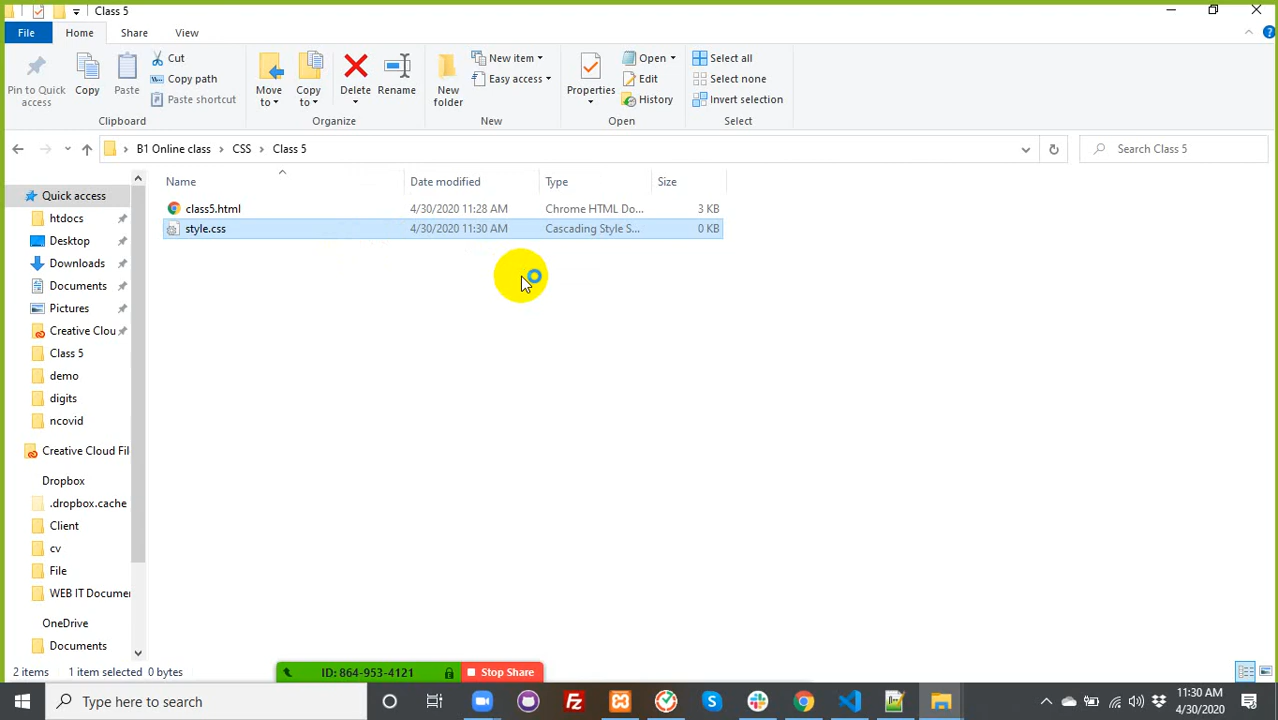 Class 5
File Home Share View
Pin to Quick access
Copy
Paste
Cut
Copy path
Paste shortcut
Clipboard
Move to
Copy to
Delete
Rename
Organize
New folder
New item
Easy access
New
Properties
Open
Edit
History
Open
Select all
Select none
Invert selection
Select
B1 Online class > CSS > Class 5
Search Class 5
Name Date modified Type Size
class5.html 4/30/2020 11:28 AM Chrome HTML Do... 3 KB
style.css 4/30/2020 11:30 AM Cascading Style S... 0 KB
Quick access
htdocs
Desktop
Downloads
Documents
Pictures
Creative Clou
Class 5
demo
digits
ncovid
Creative Cloud Fil
Dropbox
.dropbox.cache
Client
cv
File
WEB IT Docume
OneDrive
Documents
2 items 1 item selected 0 bytes
ID: 864-953-4121 Stop Share
Type here to search
11:30 AM
4/30/2020